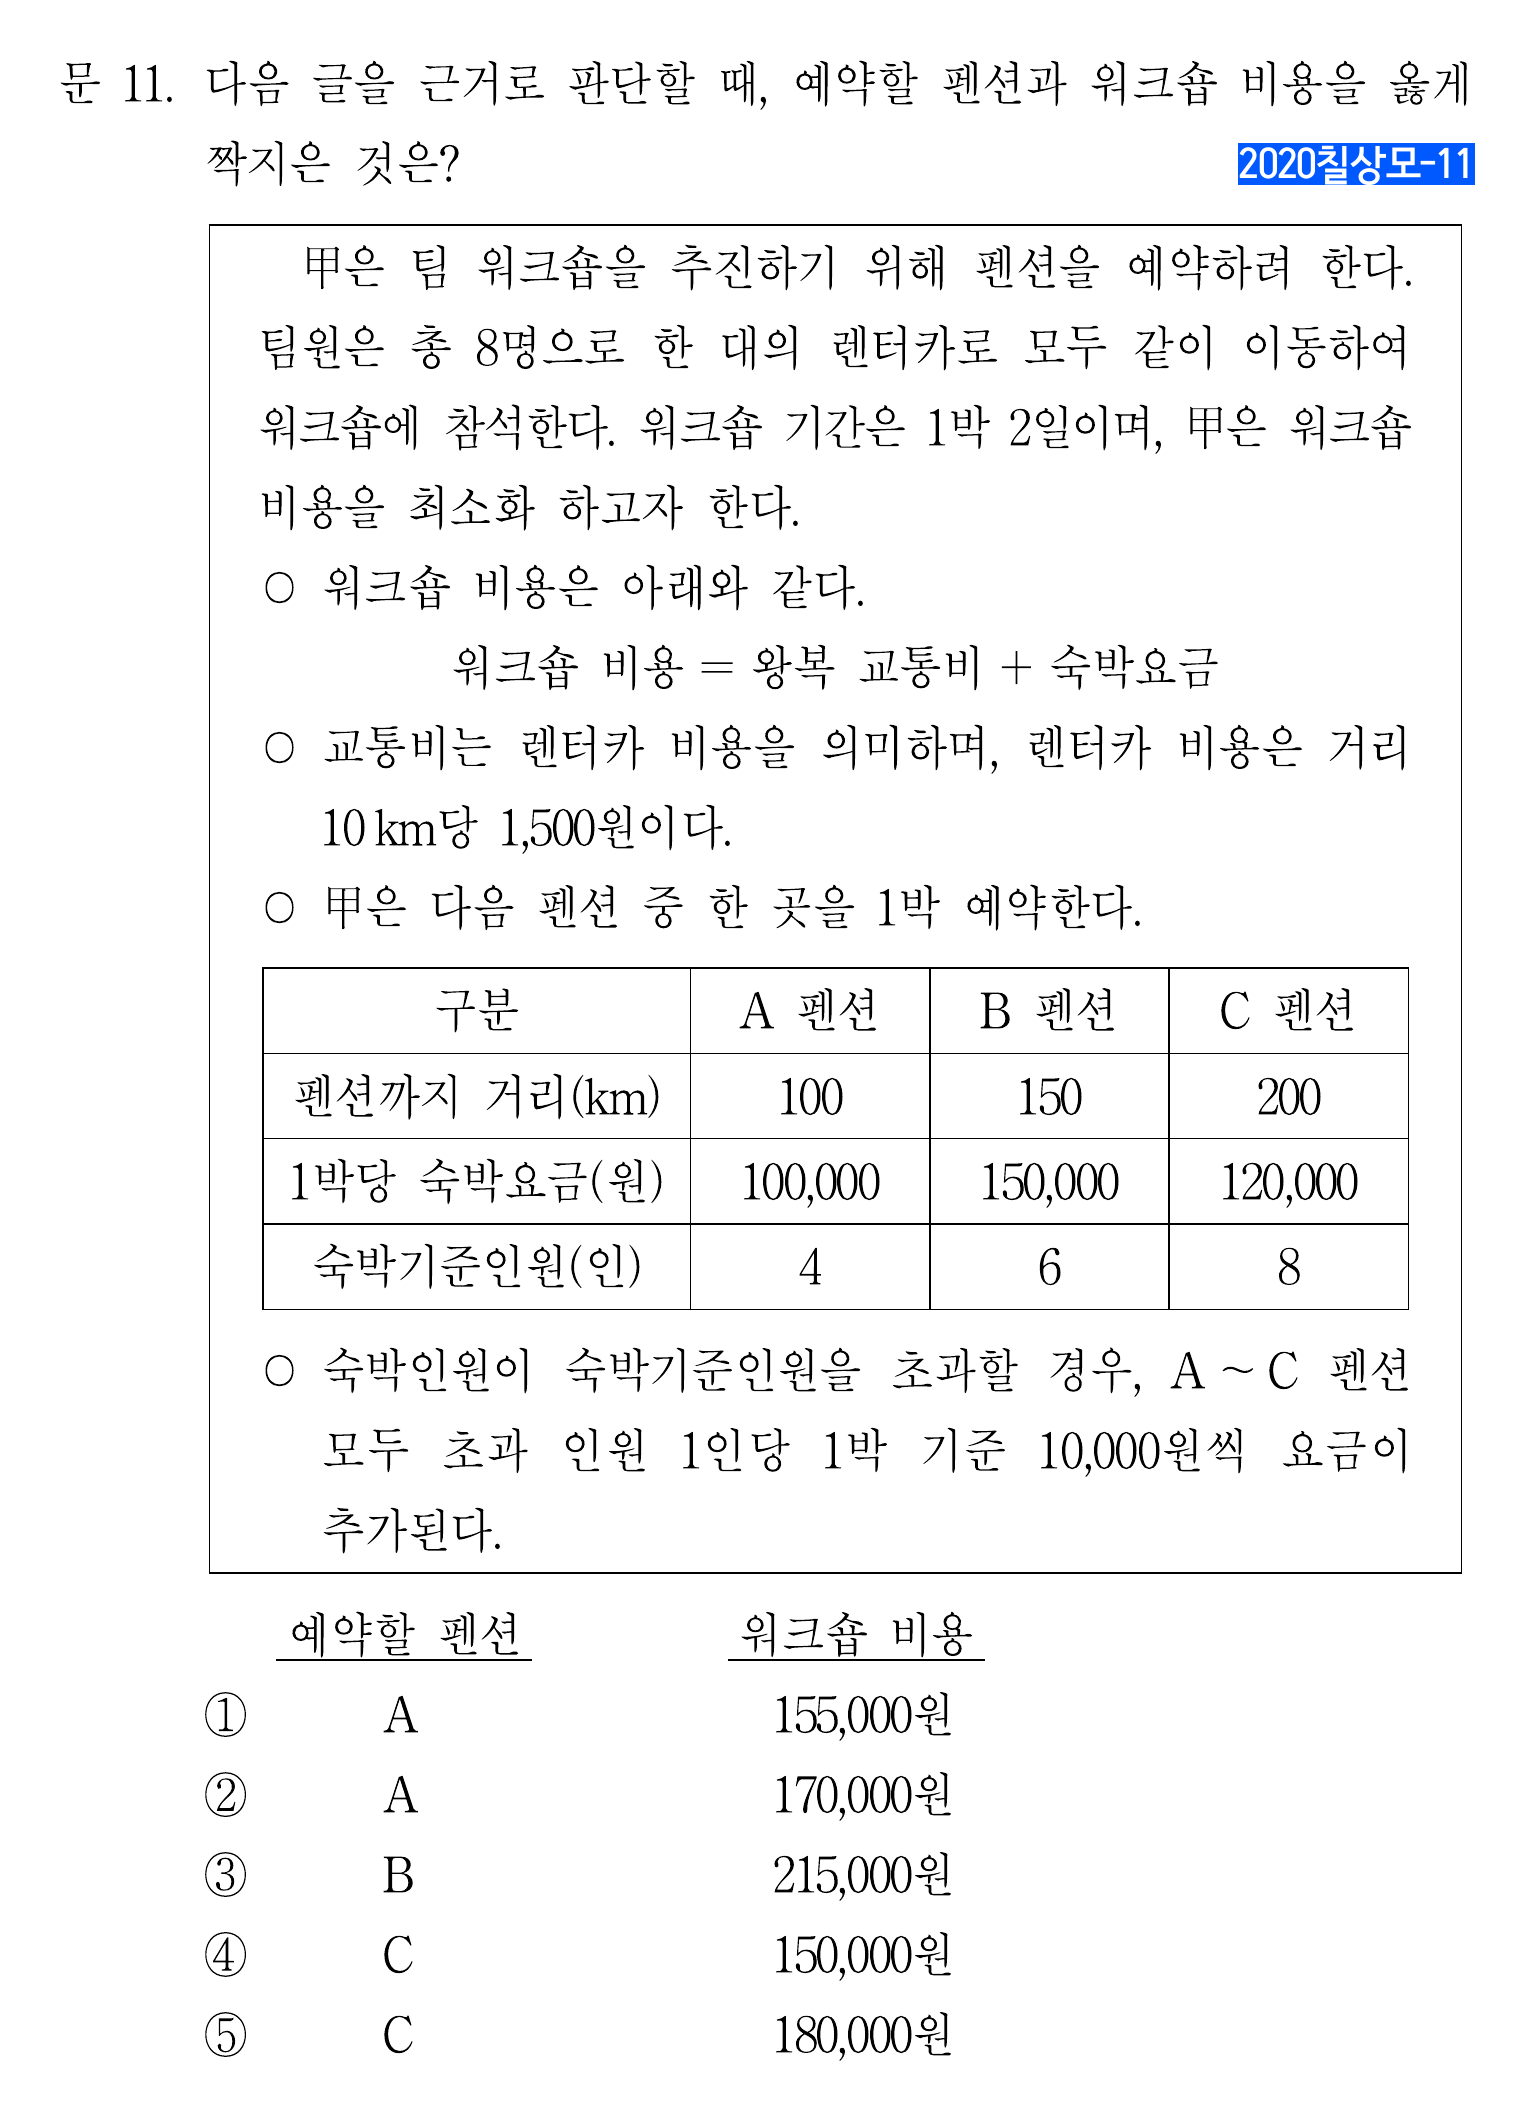 문 11. 다음 글을 근거로 판단할 때, 예약할 펜션과 워크숍 비용을 옳게
짝지은 것은?
2020칠상모-11
甲은 팀 워크숍을 추진하기 위해 펜션을 예약하려 한다.
팀원은 총 8명으로 한 대의 렌터카로 모두 같이 이동하여
워크숍에 참석한다. 워크숍 기간은 1박 2일이며, 甲은 워크숍
비용을 최소화 하고자 한다.
○ 워크숍 비용은 아래와 같다.
워크숍 비용 = 왕복 교통비 + 숙박요금
○ 교통비는 렌터카 비용을 의미하며, 렌터카 비용은 거리
10 km당 1,500원이다.
○ 甲은 다음 펜션 중 한 곳을 1박 예약한다.
구분 A 펜션 B 펜션 C 펜션
펜션까지 거리(km) 100 150 200
1박당 숙박요금(원) 100,000 150,000 120,000
숙박기준인원(인) 4 6 8
○ 숙박인원이 숙박기준인원을 초과할 경우, A ~ C 펜션
모두 초과 인원 1인당 1박 기준 10,000원씩 요금이
추가된다.
예약할 펜션 워크숍 비용
① A 155,000원
② A 170,000원
③ B 215,000원
④ C 150,000원
⑤ C 180,000원